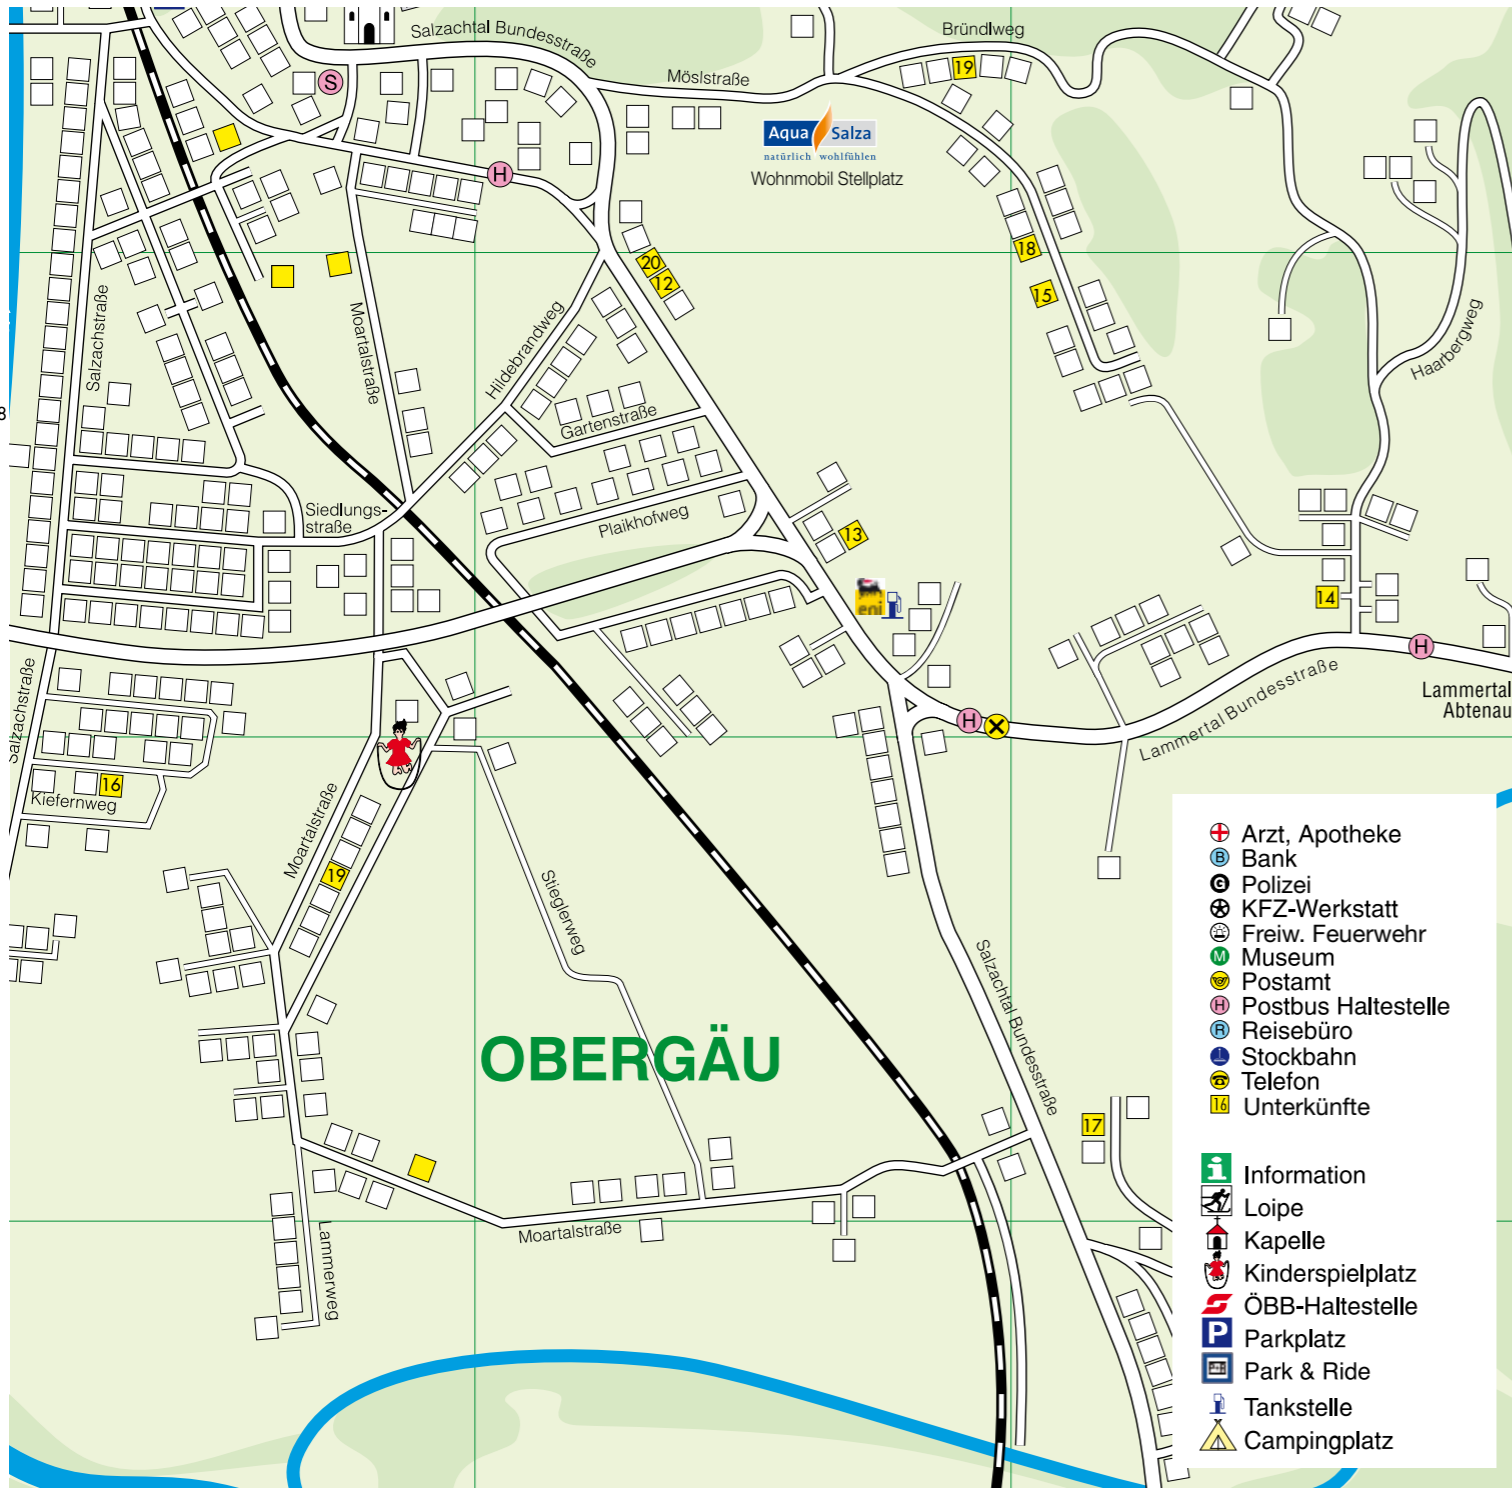 Salzachtal Bundesstraße
Bründlweg
Möslstraße
19
S
Aqua Salza
natürlich wohlfühlen
Wohnmobil Stellplatz
H
18
20
12
15
Salzachstraße
Moartalstraße
Hildebrandweg
Haarbergweg
8
Gartenstraße
Siedlungs-
straße
Plaikhofweg
13
eni
14
H
Salzachstraße
Lammertal Bundesstraße
Lammertal
Abtenau
H
16
Kiefernweg
Moartalstraße
19
Stieglerweg
Salzachtal Bundesstraße
OBERGÄU
17
Moartalstraße
Lammerweg
Arzt, Apotheke
B Bank
G Polizei
KFZ-Werkstatt
Freiw. Feuerwehr
M Museum
Postamt
H Postbus Haltestelle
R Reisebüro
Stockbahn
Telefon
16 Unterkünfte
i Information
Loipe
Kapelle
Kinderspielplatz
ÖBB-Haltestelle
P Parkplatz
Park & Ride
Tankstelle
Campingplatz